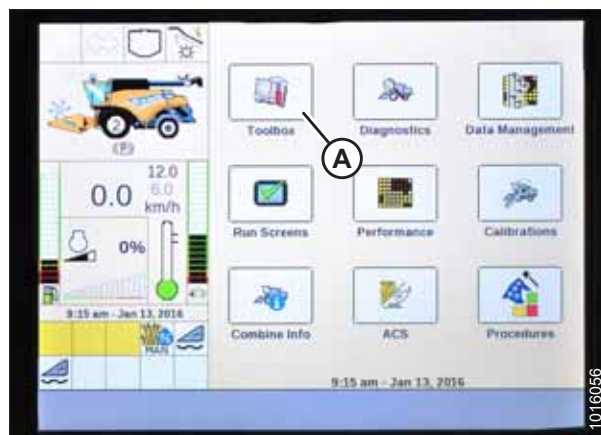 2
(P)
12.0
0.0 6.0
km/h
0%
9:15 am - Jan 13, 2016
MAN
Toolbox Diagnostics Data Management
A
Run Screens Performance Calibrations
Combine Info ACS Procedures
9:15 am - Jan 13, 2016
1016056